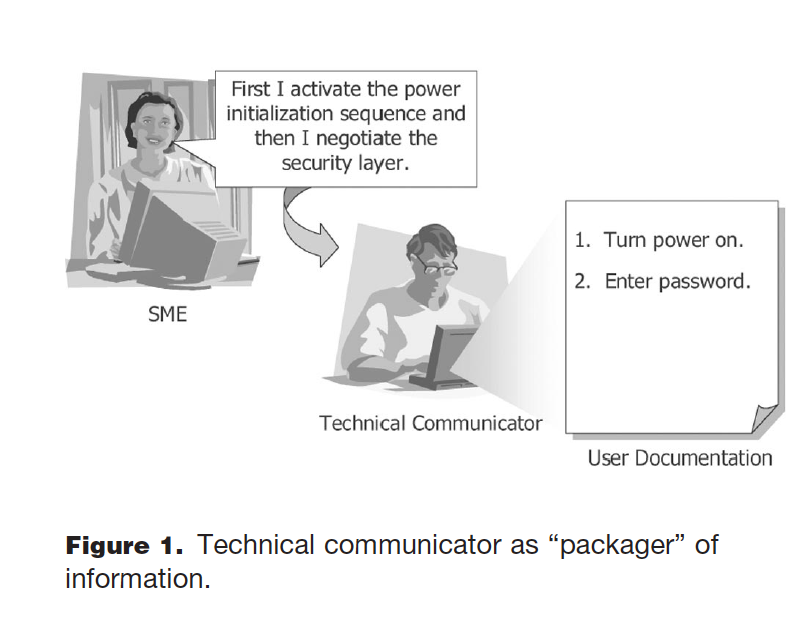 First I activate the power
initialization sequence and
then I negotiate the
security layer.
SME
Technical Communicator
1. Turn power on.
2. Enter password.
User Documentation
Figure 1. Technical communicator as “packager” of
information.